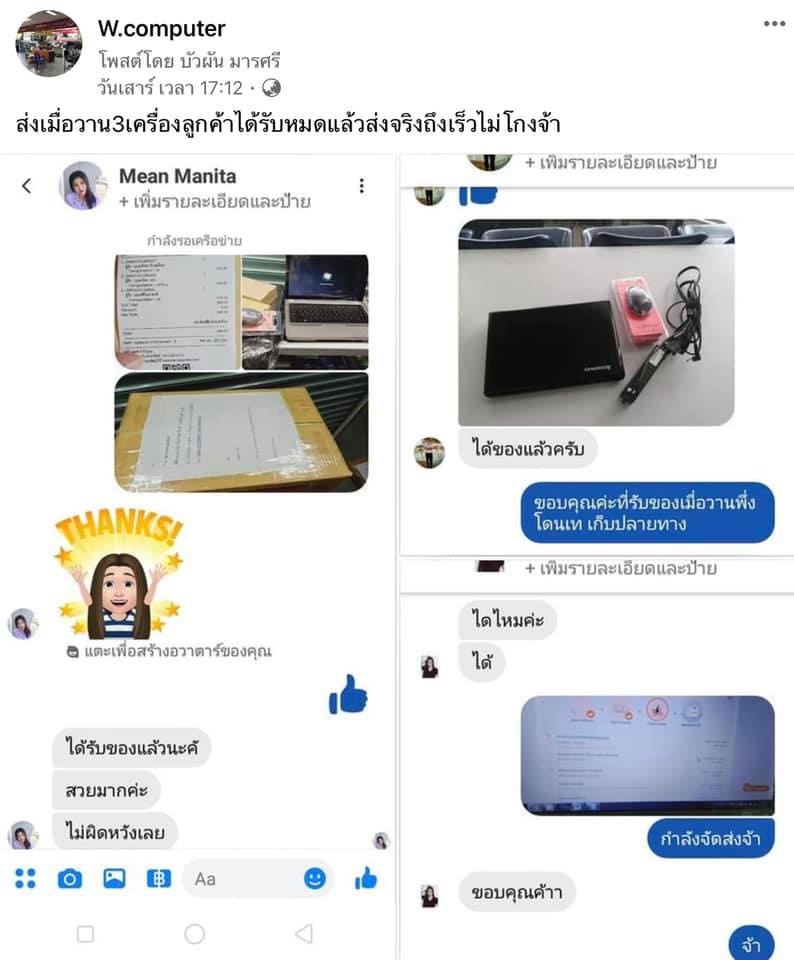 W.computer
โพสต์โดย บัวผัน มารศรี
วันเสาร์ เวลา 17:12 ·
ส่งเมื่อวาน3เครื่องลูกค้าได้รับหมดแล้วส่งจริงถึงเร็วไม่โกงจ้า
Mean Manita
+ เพิ่มรายละเอียดและป้าย
กำลังรอเครือข่าย
THANKS!
แตะเพื่อสร้างอวาตาร์ของคุณ
ได้รับของแล้วนะคั
สวยมากค่ะ
ไม่ผิดหวังเลย
Aa
+ เพิ่มรายละเอียดและป้าย
lenovo
ได้ของแล้วครับ
ขอบคุณค่ะที่รับของเมื่อวานพึ่ง
โดนเท เก็บปลายทาง
+ เพิ่มรายละเอียดและป้าย
ไดไหมค่ะ
ได้
กำลังจัดส่งจ้า
ขอบคุณค้าา
จ้า